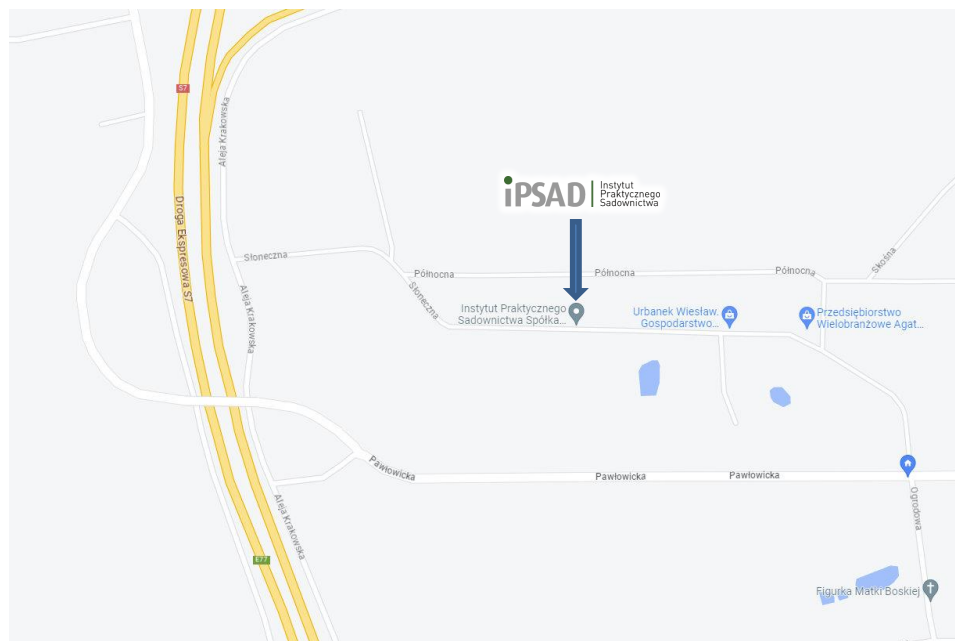 S7
Aleja Krakowska
iPSAD
Instytut
Praktycznego
Sadownictwa
Droga Ekspresowa S7
Słoneczna
Północna
Północna
Północna
Skośna
Słoneczna
Aleja Krakowska
Instytut Praktycznego
Sadownictwa Spółka...
Urbanek Wiesław.
Gospodarstwo...
Przedsiębiorstwo
Wielobranżowe Agat...
Pawłowicka
Pawłowicka
Pawłowicka
Aleja Krakowska
Ogrodowa
E77
Figurka Matki Boskiej